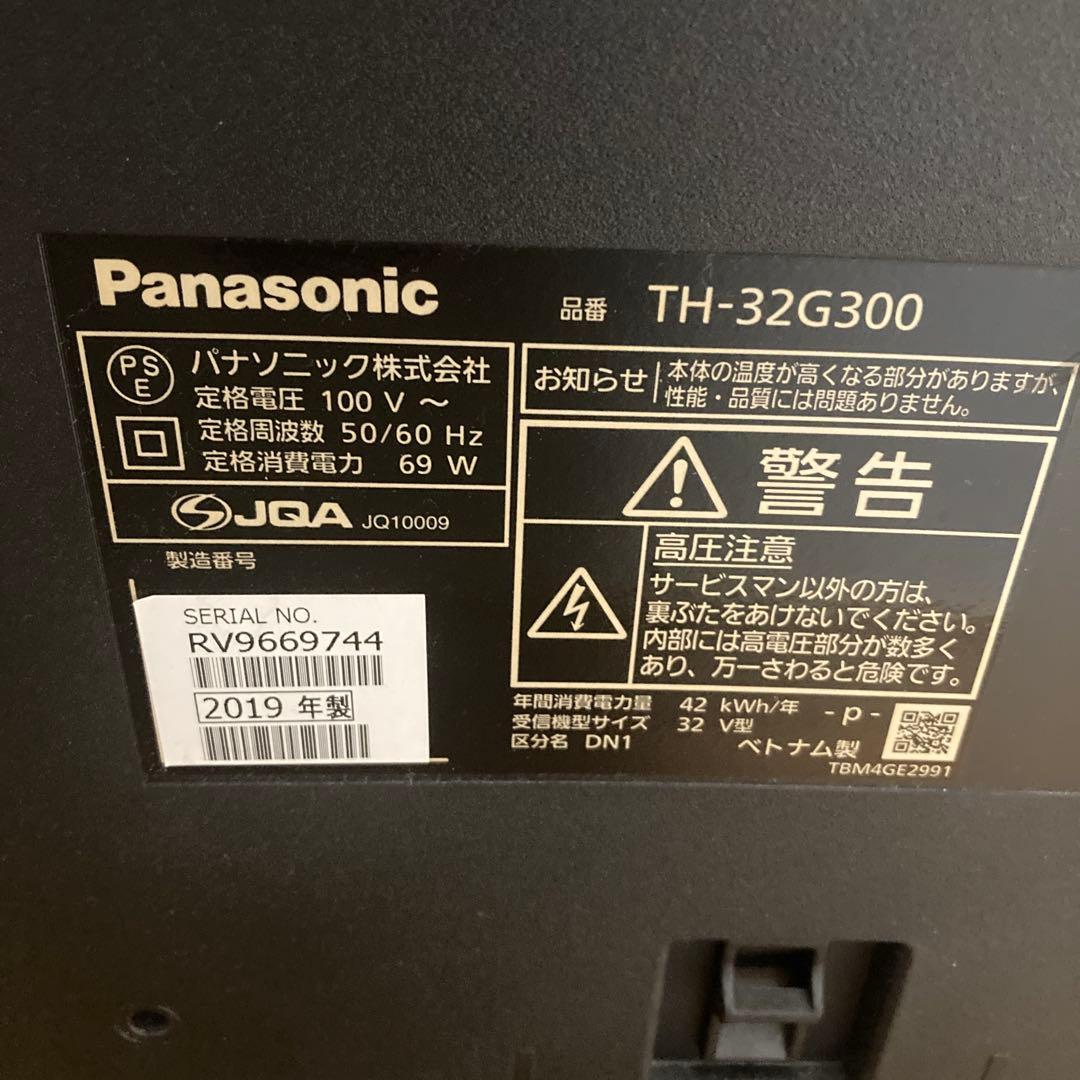 Panasonic
品番 TH-32G300
PS
E
パナソニック株式会社
定格電圧 100 V ～
定格周波数 50/60 Hz
定格消費電力 69 W
JQA JQ10009
製造番号
SERIAL NO.
RV9669744
2019 年製
お知らせ
本体の温度が高くなる部分がありますが、
性能・品質には問題ありません。
警告
高圧注意
サービスマン以外の方は、
裏ぶたをあけないでください。
内部には高電圧部分が数多く
あり、万一さわると危険です。
年間消費電力量 42 kWh/年
受信機型サイズ 32 V型
区分名 DN1
- p -
ベトナム製
TBM4GE2991